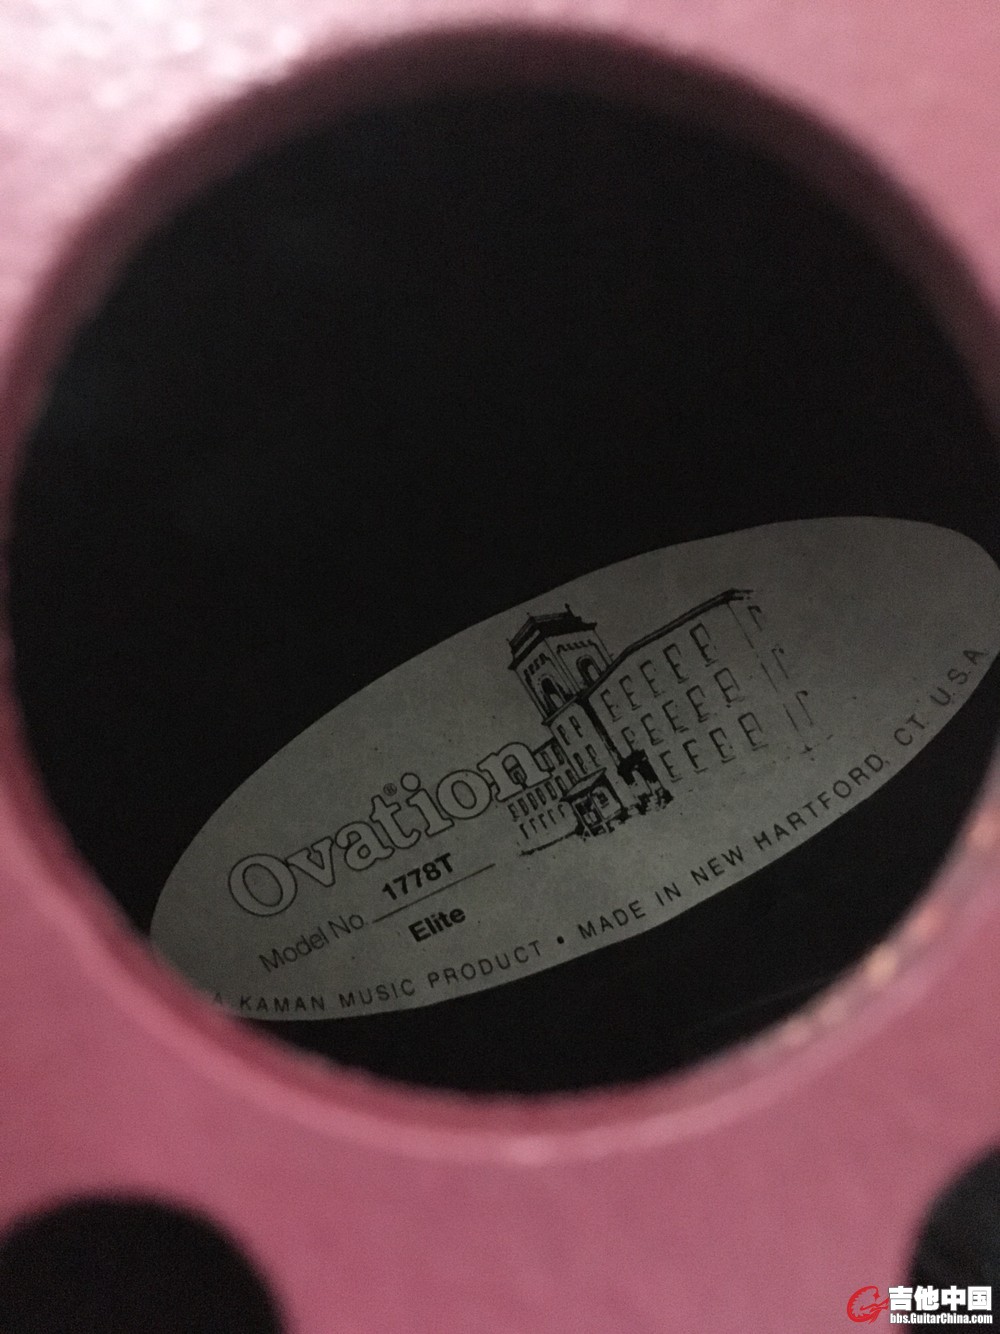 Ovation®
Model No. 1778T
Elite
A KAMAN MUSIC PRODUCT • MADE IN NEW HARTFORD, CT. U.S.A.
吉他中国
bbs.GuitarChina.com